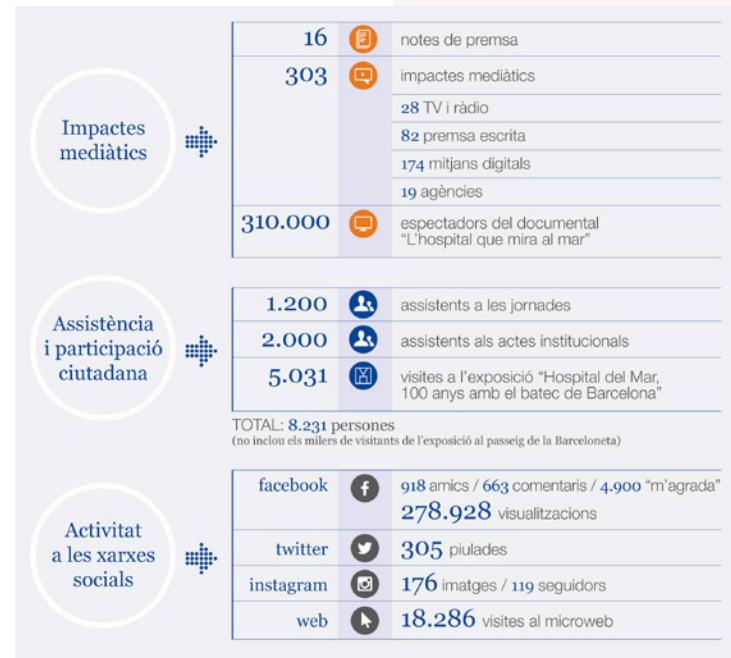 Impactes
mediàtics
16 notes de premsa
303 impactes mediàtics
28 TV i ràdio
82 premsa escrita
174 mitjans digitals
19 agències
310.000 espectadors del documental
“L’hospital que mira al mar”
Assistència
i participació
ciutadana
1.200 assistents a les jornades
2.000 assistents als actes institucionals
5.031 visites a l’exposició “Hospital del Mar,
100 anys amb el batec de Barcelona”
TOTAL: 8.231 persones
(no inclou els milers de visitants de l’exposició al passeig de la Barceloneta)
Activitat
a les xarxes
socials
facebook 918 amics / 663 comentaris / 4.900 “m’agrada”
278.928 visualitzacions
twitter 305 piulades
instagram 176 imatges / 119 seguidors
web 18.286 visites al microweb